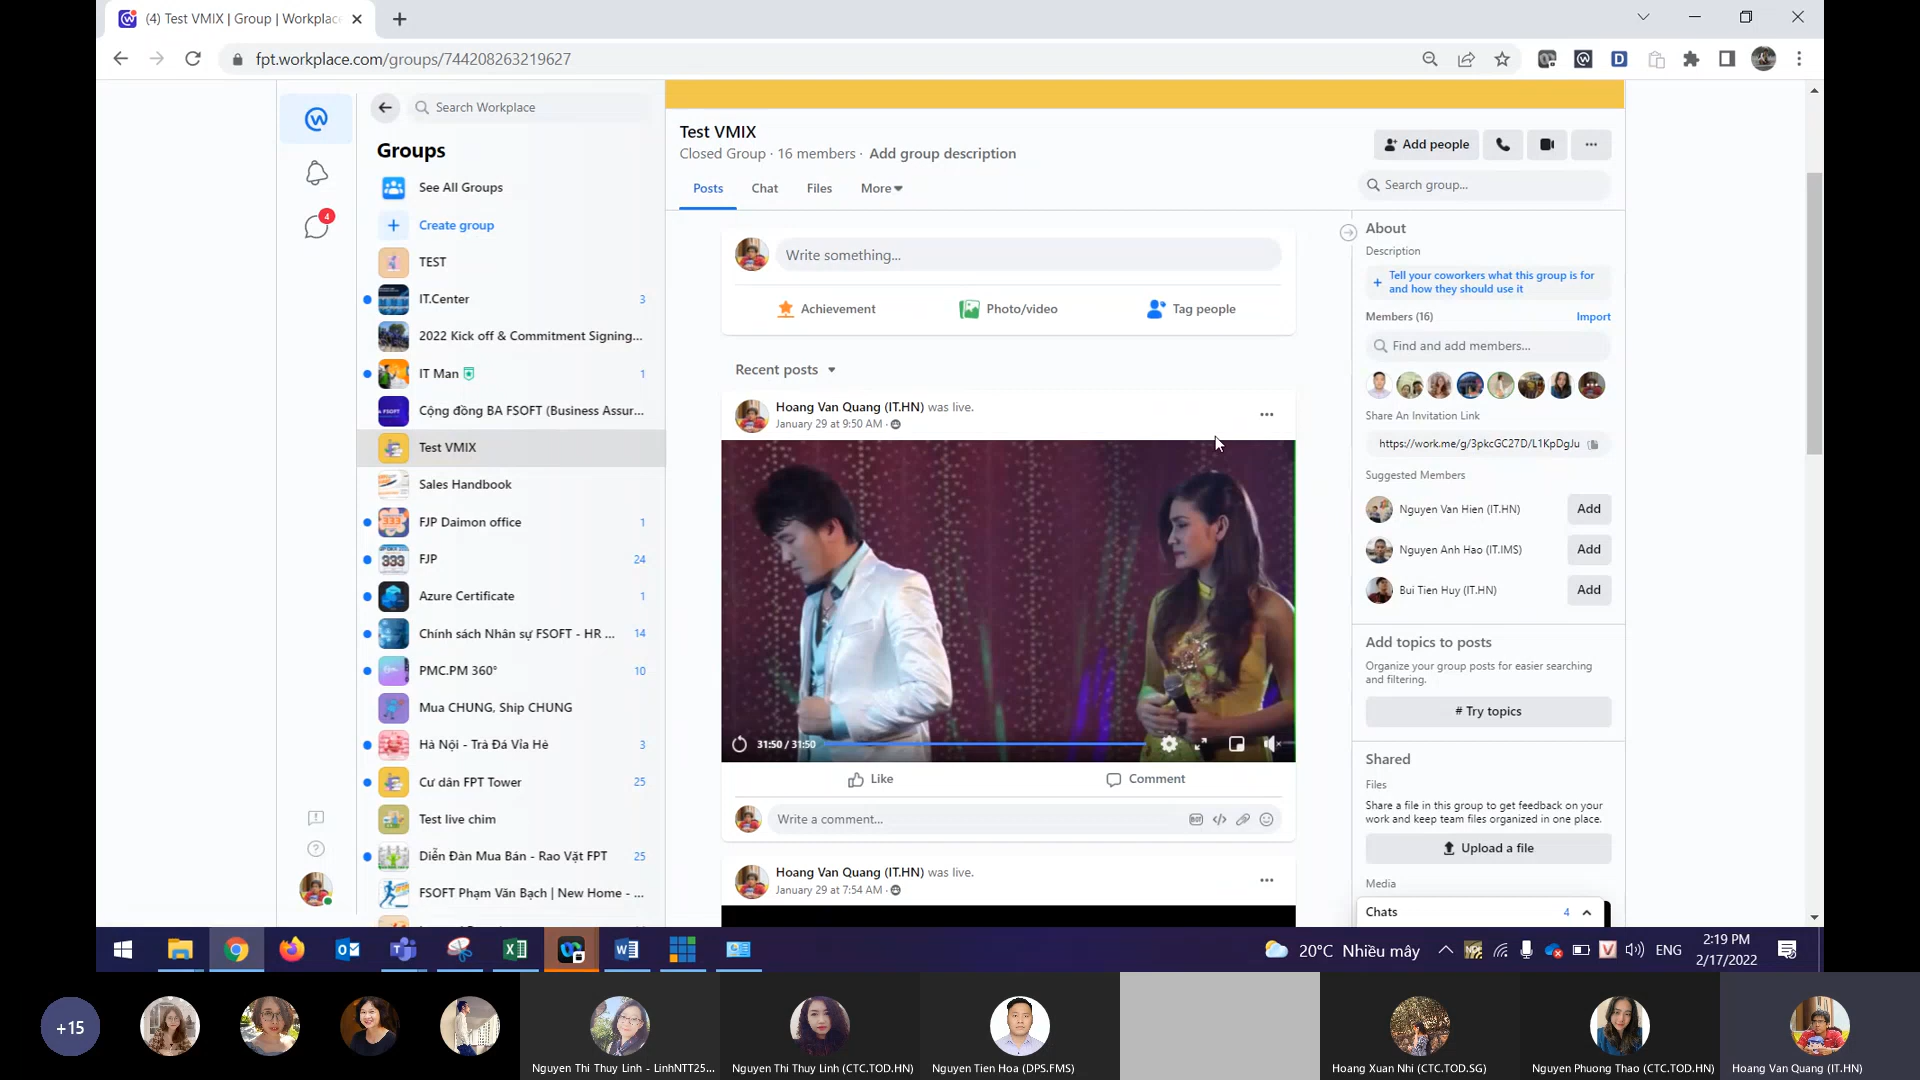 (4) Test VMIX | Group | Workplace
fpt.workplace.com/groups/744208263219627
Search Workplace
4
Groups
See All Groups
Create group
TEST
IT.Center 3
2022 Kick off & Commitment Signing...
IT Man 1
Cộng đồng BA FSOFT (Business Assur...
Test VMIX
Sales Handbook
FJP Daimon office 1
FJP 24
Azure Certificate 1
Chính sách Nhân sự FSOFT - HR ... 14
PMC.PM 360° 10
Mua CHUNG, Ship CHUNG
Hà Nội - Trà Đá Vỉa Hè 3
Cư dân FPT Tower 25
Test live chim
Diễn Đàn Mua Bán - Rao Vặt FPT 25
FSOFT Phạm Văn Bạch | New Home - ...
Test VMIX
Closed Group · 16 members · Add group description
Add people
Posts Chat Files More
Search group...
Write something...
Achievement Photo/video Tag people
Recent posts
Hoang Van Quang (IT.HN) was live.
January 29 at 9:50 AM ·
31:50 / 31:50
Like Comment
Write a comment...
Hoang Van Quang (IT.HN) was live.
January 29 at 7:54 AM ·
About
Description
Tell your coworkers what this group is for
and how they should use it
Members (16) Import
Find and add members...
Share An Invitation Link
https://work.me/g/3pkcGC27D/L1KpDgJu
Suggested Members
Nguyen Van Hien (IT.HN) Add
Nguyen Anh Hao (IT.IMS) Add
Bui Tien Huy (IT.HN) Add
Add topics to posts
Organize your group posts for easier searching
and filtering.
# Try topics
Shared
Files
Share a file in this group to get feedback on your
work and keep team files organized in one place.
Upload a file
Media
Chats 4
20°C Nhiều mây
ENG
2:19 PM
2/17/2022
+15
Nguyen Thi Thuy Linh - LinhNTT25...
Nguyen Thi Thuy Linh (CTC.TOD.HN)
Nguyen Tien Hoa (DPS.FMS)
Hoang Xuan Nhi (CTC.TOD.SG)
Nguyen Phuong Thao (CTC.TOD.HN)
Hoang Van Quang (IT.HN)